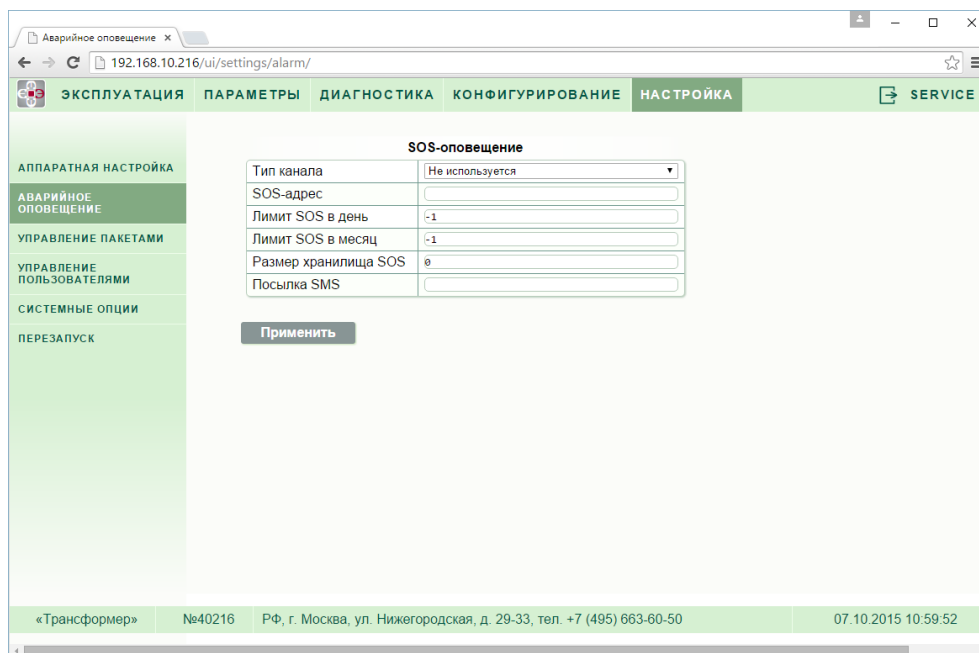 Аварийное оповещение
192.168.10.216/ui/settings/alarm/
ЭКСПЛУАТАЦИЯ ПАРАМЕТРЫ ДИАГНОСТИКА КОНФИГУРИРОВАНИЕ НАСТРОЙКА SERVICE
АППАРАТНАЯ НАСТРОЙКА
АВАРИЙНОЕ
ОПОВЕЩЕНИЕ
УПРАВЛЕНИЕ ПАКЕТАМИ
УПРАВЛЕНИЕ
ПОЛЬЗОВАТЕЛЯМИ
СИСТЕМНЫЕ ОПЦИИ
ПЕРЕЗАПУСК
SOS-оповещение
Тип канала Не используется
SOS-адрес
Лимит SOS в день -1
Лимит SOS в месяц -1
Размер хранилища SOS 0
Посылка SMS
Применить
«Трансформер» №40216 РФ, г. Москва, ул. Нижегородская, д. 29-33, тел. +7 (495) 663-60-50 07.10.2015 10:59:52